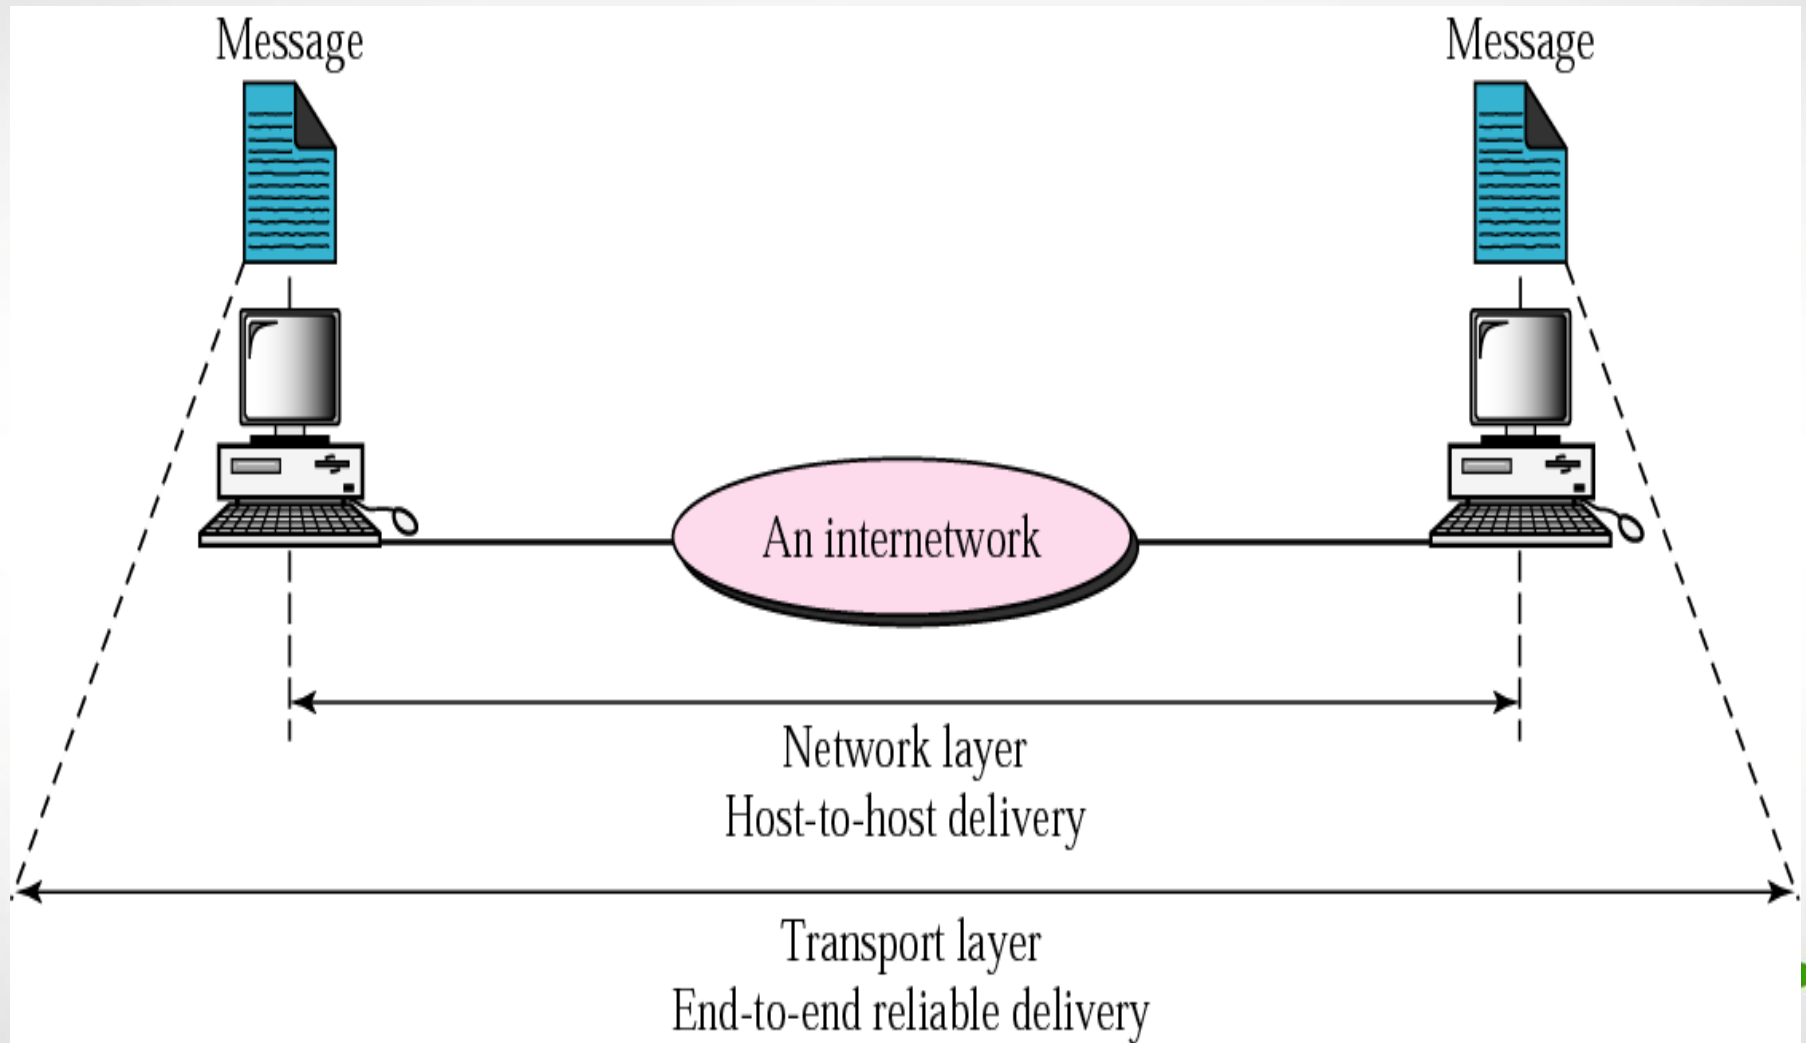 Message
Message
An internetwork
Network layer
Host-to-host delivery
Transport layer
End-to-end reliable delivery